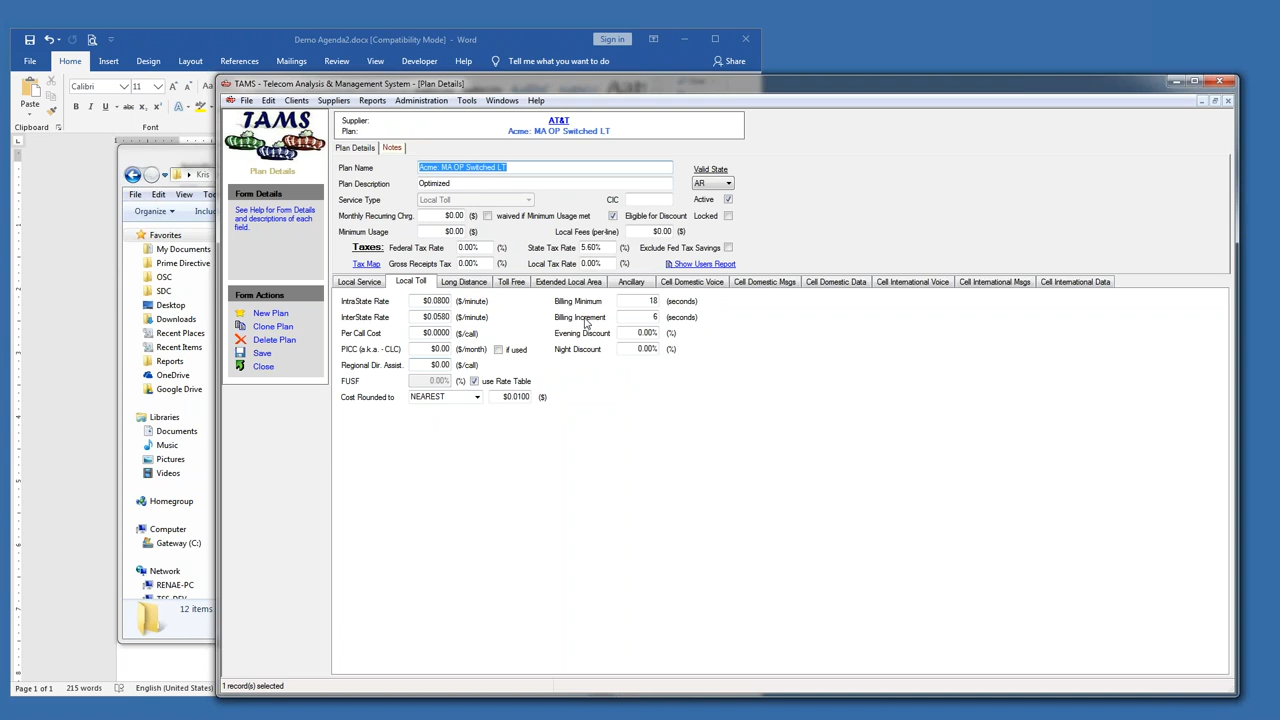 Demo Agenda2.docx [Compatibility Mode] - Word
Sign in
File Home Insert Design Layout References Mailings Review View Developer Help Tell me what you want to do Share
Paste
Clipboard
Calibri 11
B I U abc x₂ x² A
Font
TAMS - Telecom Analysis & Management System - [Plan Details]
File Edit Clients Suppliers Reports Administration Tools Windows Help
TAMS
Plan Details
Form Details
See Help for Form Details
and descriptions of each
field.
Form Actions
New Plan
Clone Plan
Delete Plan
Save
Close
Supplier: AT&T
Plan: Acme: MA OP Switched LT
Plan Details Notes
Plan Name Acme: MA OP Switched LT Valid State
Plan Description Optimized AR
Service Type Local Toll CIC Active
Monthly Recurring Chrg. $0.00 ($) waived if Minimum Usage met Eligible for Discount Locked
Minimum Usage $0.00 ($) Local Fees (per-line) $0.00 ($)
Taxes: Federal Tax Rate 0.00% (%) State Tax Rate 5.60% (%) Exclude Fed Tax Savings
Tax Map Gross Receipts Tax 0.00% (%) Local Tax Rate 0.00% (%) Show Users Report
Local Service Local Toll Long Distance Toll Free Extended Local Area Ancillary Cell Domestic Voice Cell Domestic Msgs Cell Domestic Data Cell International Voice Cell International Msgs Cell International Data
IntraState Rate $0.0800 ($/minute) Billing Minimum 18 (seconds)
InterState Rate $0.0580 ($/minute) Billing Increment 6 (seconds)
Per Call Cost $0.0000 ($/call) Evening Discount 0.00% (%)
PICC (a.k.a. - CLC) $0.00 ($/month) if used Night Discount 0.00% (%)
Regional Dir. Assist. $0.00 ($/call)
FUSF 0.00% (%) use Rate Table
Cost Rounded to NEAREST $0.0100 ($)
1 record(s) selected
Kris
File Edit View
Organize Inclu
Favorites
My Documents
Prime Directive
OSC
SDC
Desktop
Downloads
Recent Places
Recent Items
Reports
OneDrive
Google Drive
Libraries
Documents
Music
Pictures
Videos
Homegroup
Computer
Gateway (C:)
Network
RENAE-PC
TSS-DEV
12 items
Page 1 of 1 215 words English (United States)